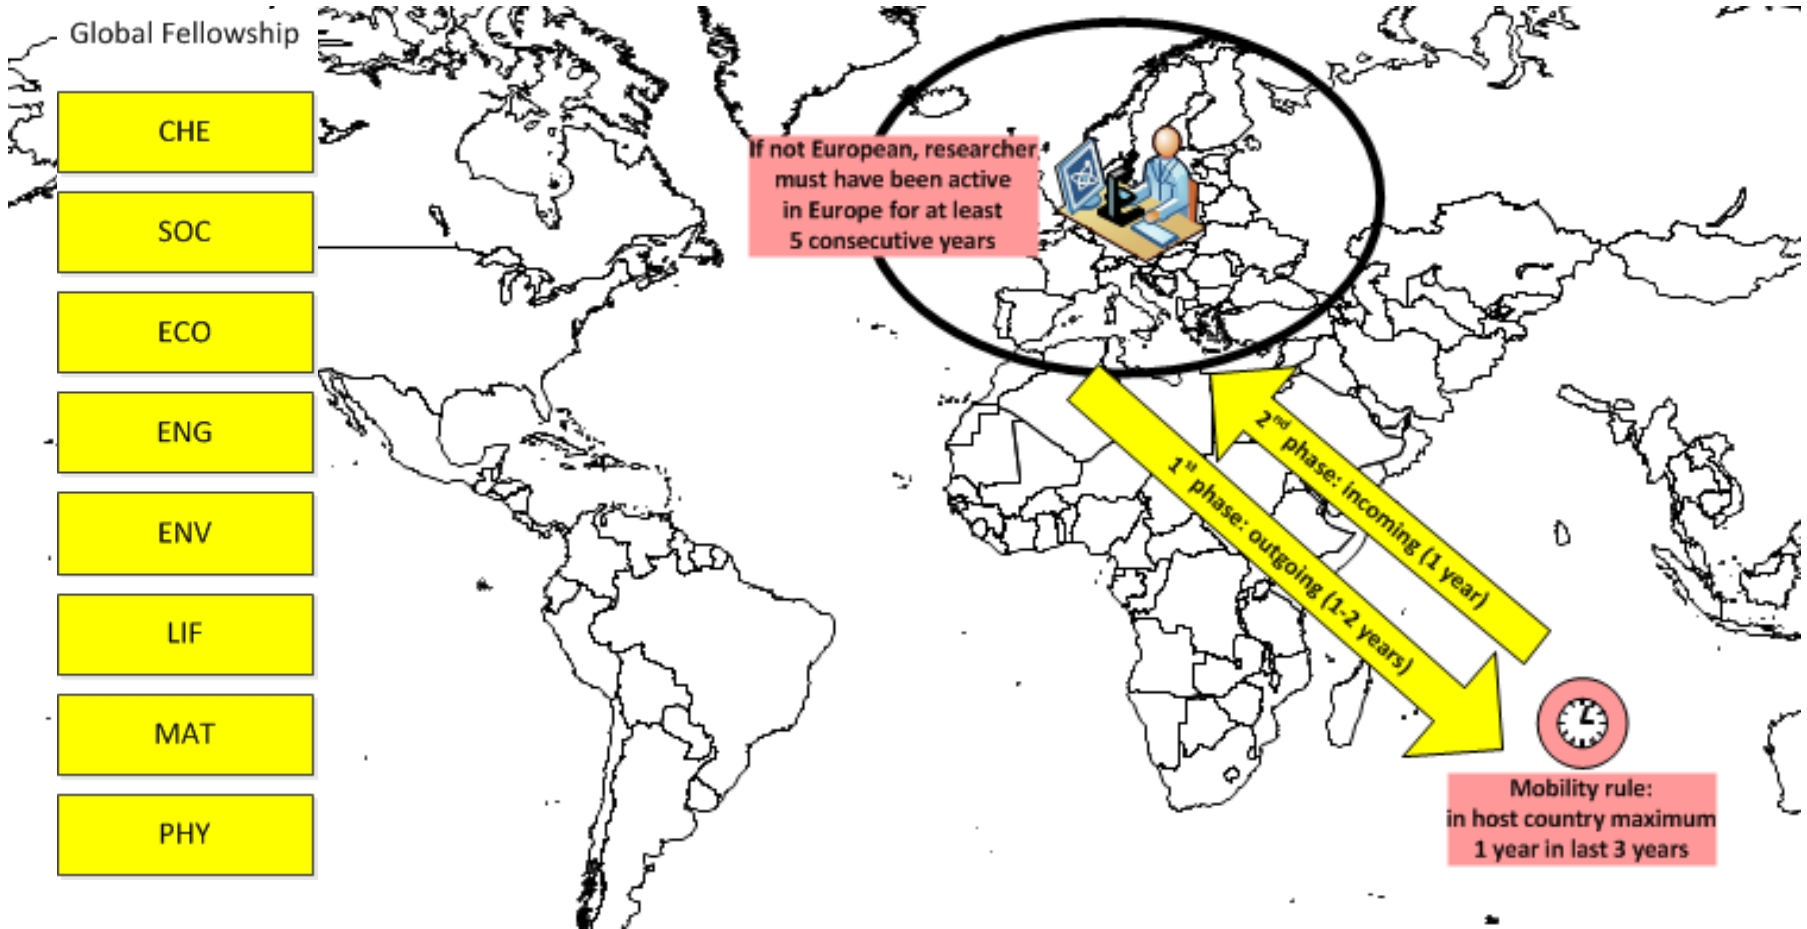 Global Fellowship
CHE
SOC
ECO
ENG
ENV
LIF
MAT
PHY
If not European, researcher
must have been active
in Europe for at least
5 consecutive years
1st phase: outgoing (1-2 years)
2nd phase: incoming (1 year)
Mobility rule:
in host country maximum
1 year in last 3 years